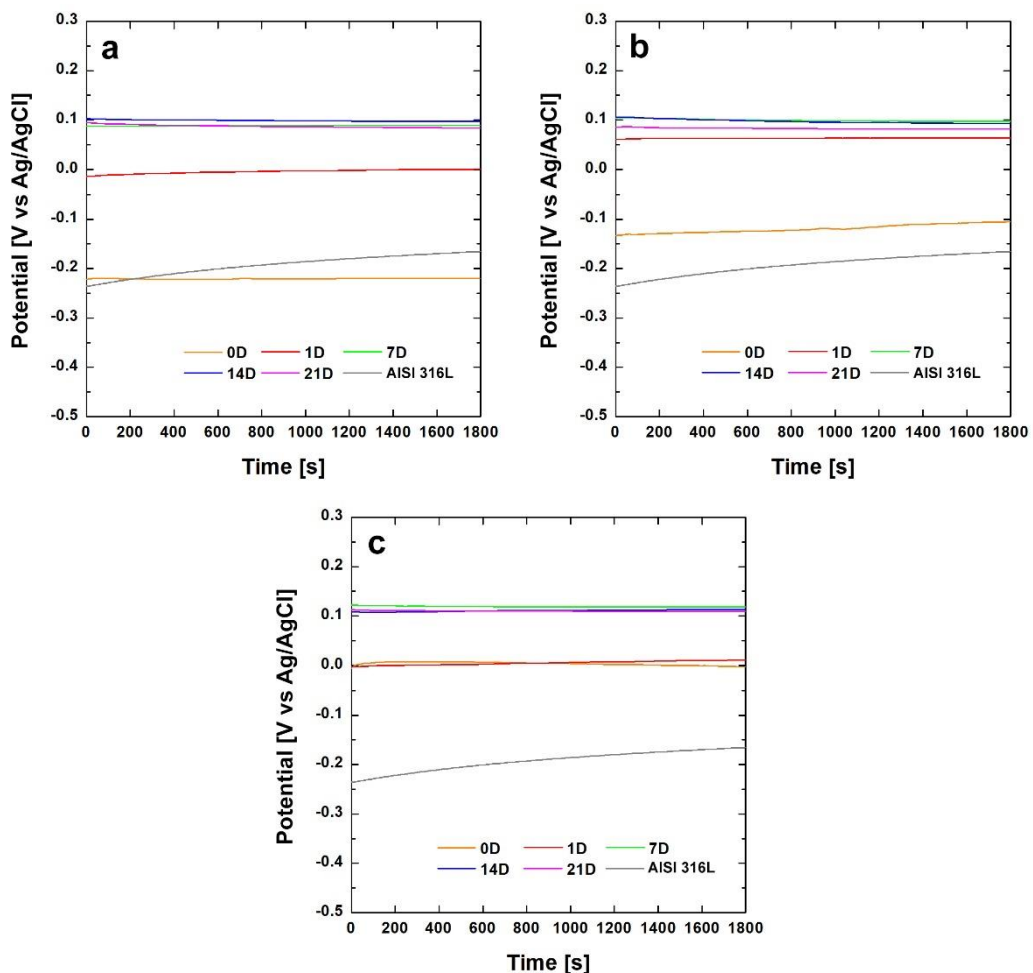 a
0.3
0.2
0.1
0.0
-0.1
-0.2
-0.3
-0.4
-0.5
Potential [V vs Ag/AgCl]
0D 1D 7D
14D 21D AISI 316L
0 200 400 600 800 1000 1200 1400 1600 1800
Time [s]
b
0.3
0.2
0.1
0.0
-0.1
-0.2
-0.3
-0.4
-0.5
Potential [V vs Ag/AgCl]
0D 1D 7D
14D 21D AISI 316L
0 200 400 600 800 1000 1200 1400 1600 1800
Time [s]
c
0.3
0.2
0.1
0.0
-0.1
-0.2
-0.3
-0.4
-0.5
Potential [V vs Ag/AgCl]
0D 1D 7D
14D 21D AISI 316L
0 200 400 600 800 1000 1200 1400 1600 1800
Time [s]